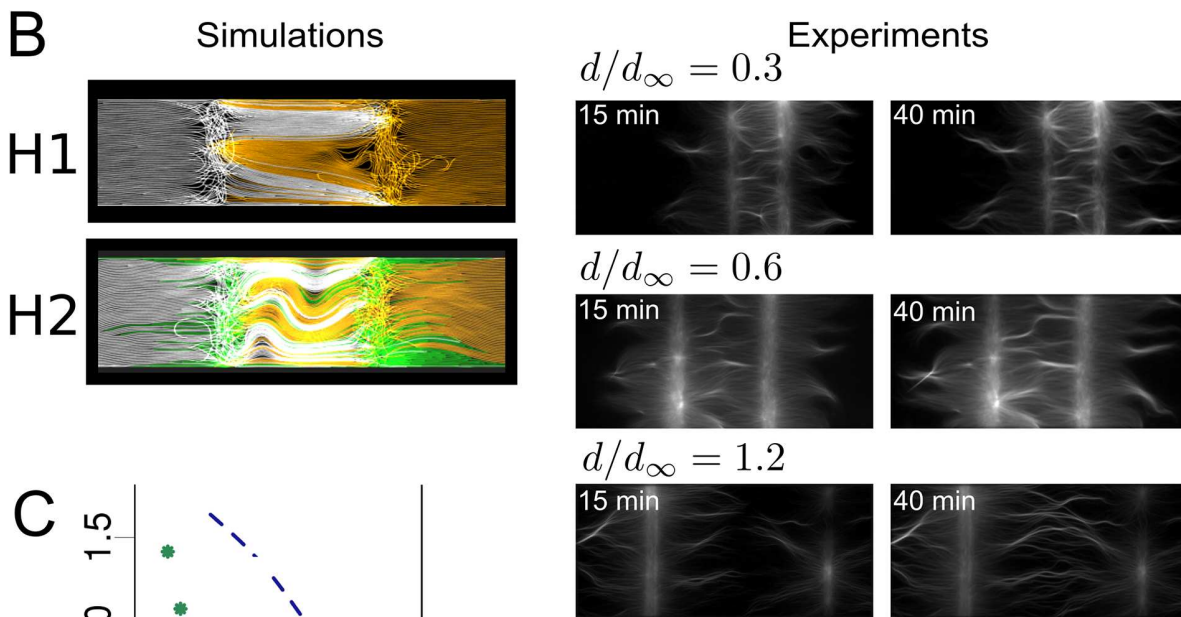 B
Simulations
Experiments
d/d∞ = 0.3
15 min
40 min
H1
d/d∞ = 0.6
H2
15 min
40 min
d/d∞ = 1.2
15 min
40 min
C
1.5
0